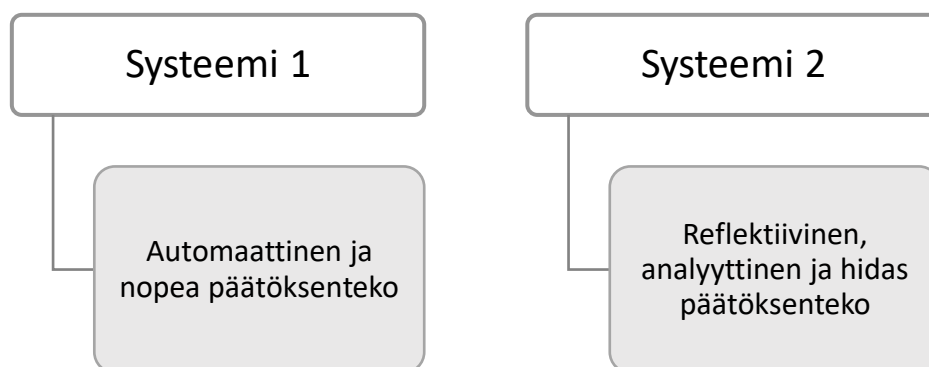 Systeemi 1
Automaattinen ja
nopea päätöksenteko
Systeemi 2
Reflektiivinen,
analyyttinen ja hidas
päätöksenteko